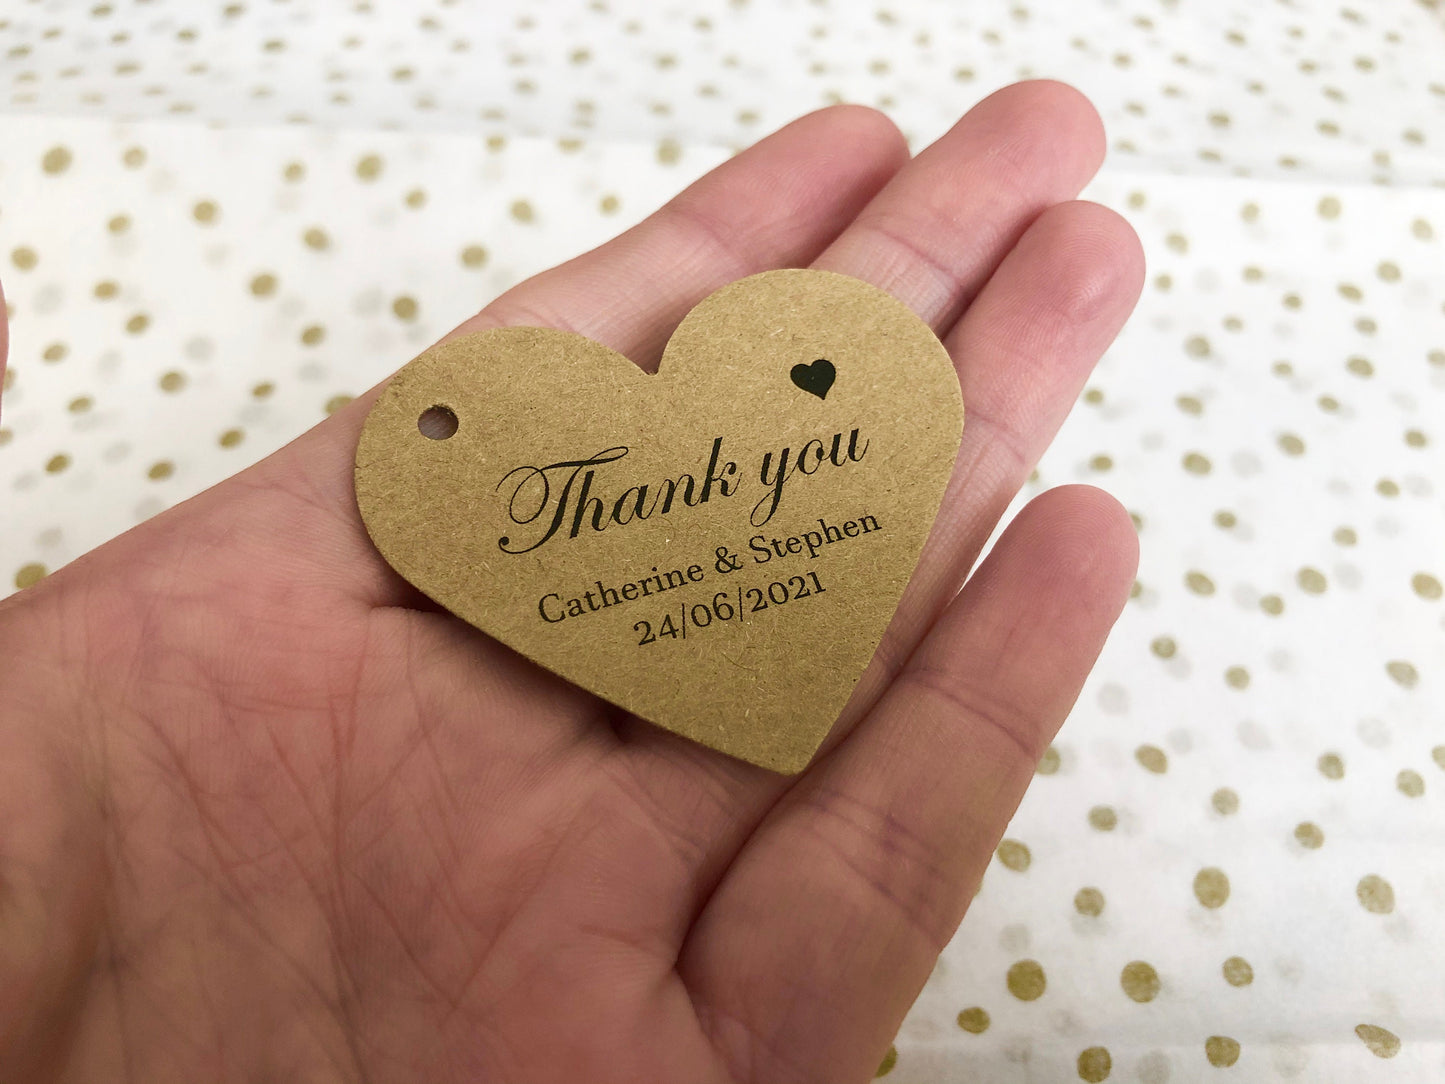 Thank you
Catherine & Stephen
24/06/2021